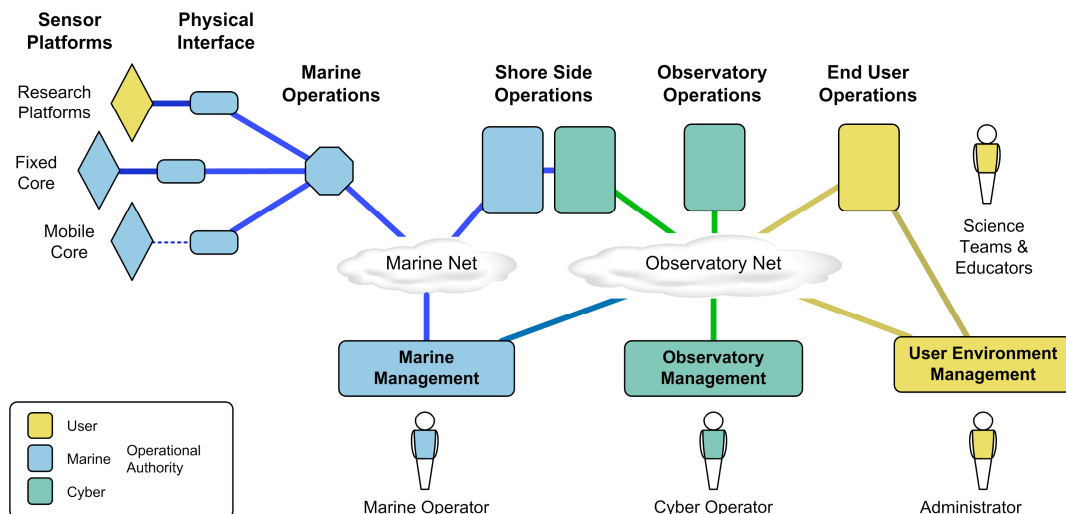 Sensor
Platforms
Physical
Interface
Marine
Operations
Shore Side
Operations
Observatory
Operations
End User
Operations
Research
Platforms
Fixed
Core
Mobile
Core
Science
Teams &
Educators
Marine Net
Observatory Net
Marine
Management
Observatory
Management
User Environment
Management
User
Marine
Cyber
Operational
Authority
Marine Operator
Cyber Operator
Administrator